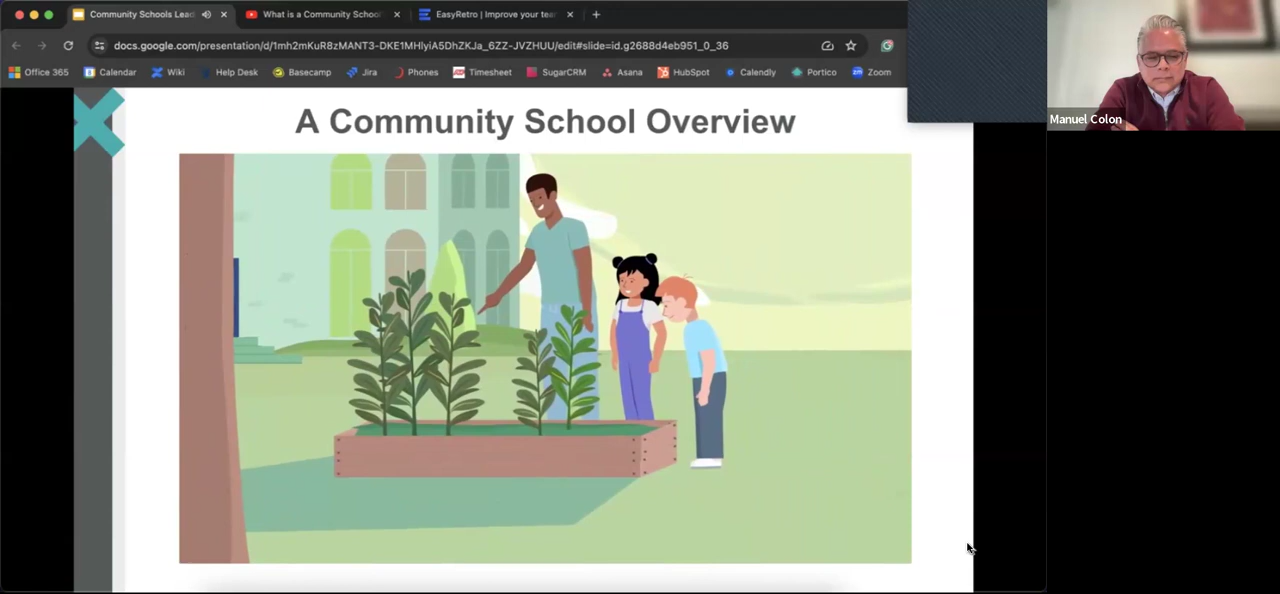 Community Schools Lead
What is a Community School
EasyRetro | Improve your tea
docs.google.com/presentation/d/1mh2mKuR8zMANT3-DKE1MHlyiA5DhZKJa_6ZZ-JVZHUU/edit#slide=id.g2688d4eb951_0_36
Office 365 Calendar Wiki Help Desk Basecamp Jira Phones Timesheet SugarCRM Asana HubSpot Calendly Portico Zoom
A Community School Overview
Manuel Colon